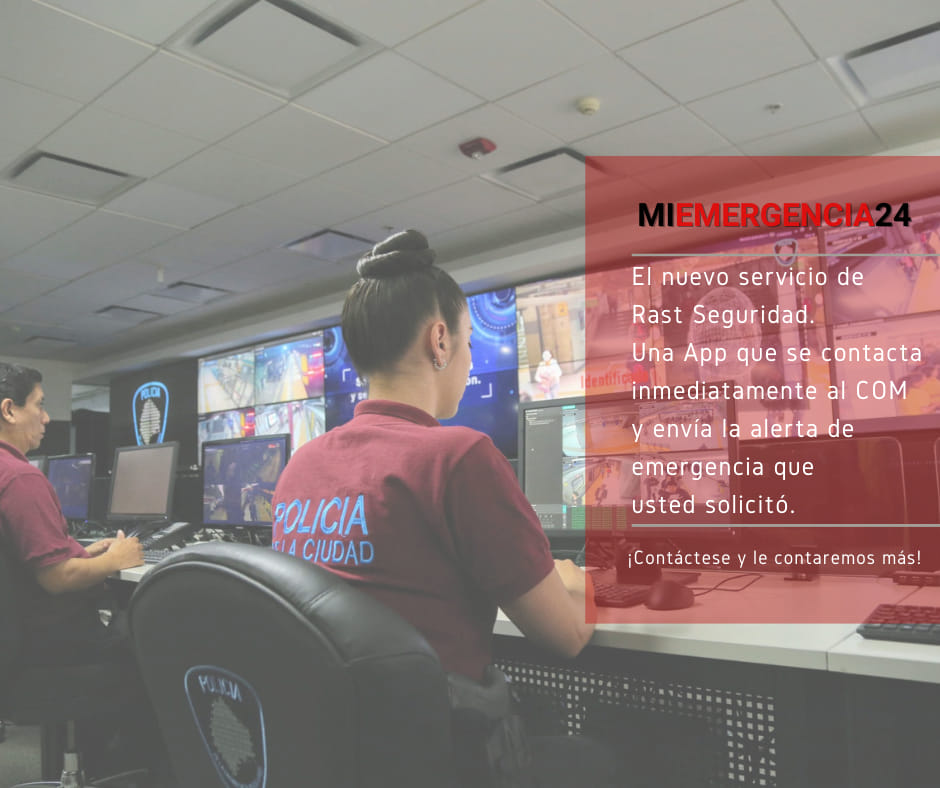 MIEMERGENCIA24
El nuevo servicio de
Rast Seguridad.
Una App que se contacta
inmediatamente al COM
y envía la alerta de
emergencia que
usted solicitó.
¡Contáctese y le contaremos más!
POLICIA
LA CIUDAD
POLICIA
POLICIA